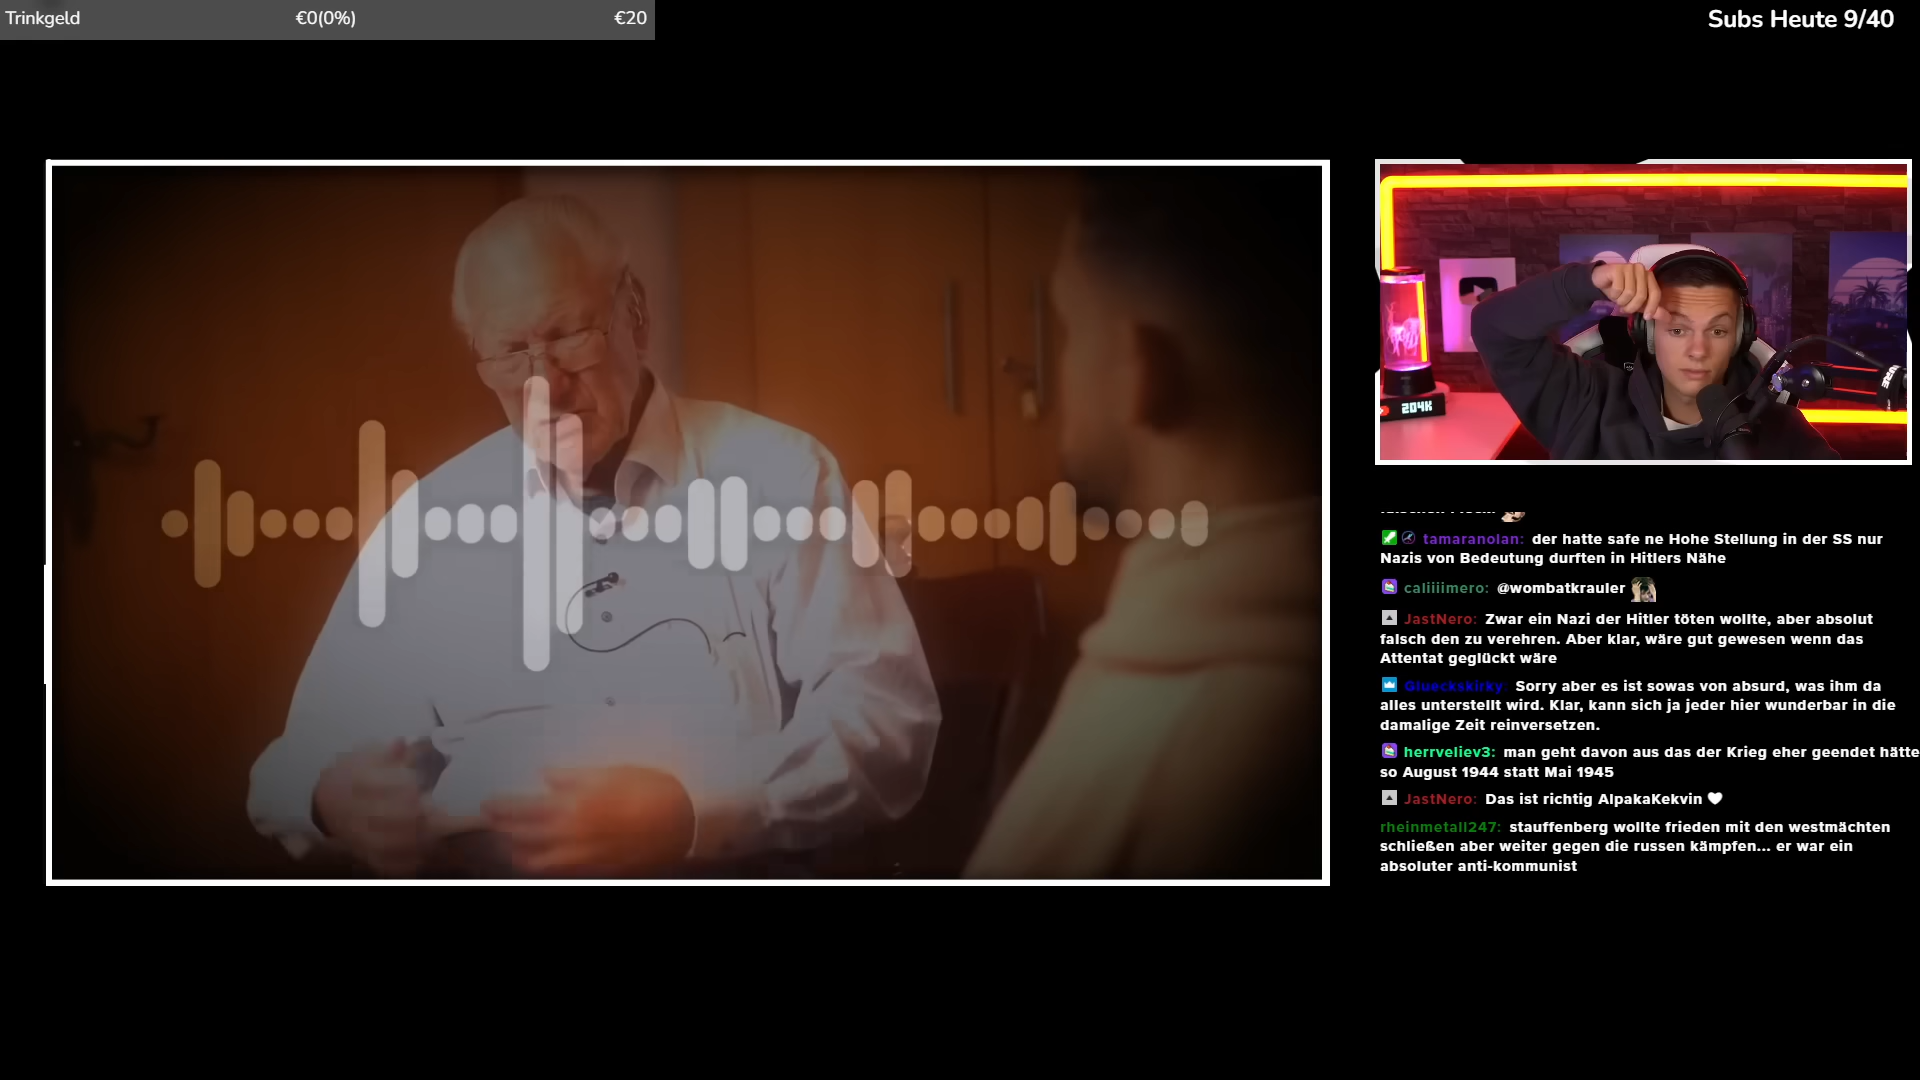 Trinkgeld €0(0%) €20
Subs Heute 9/40
204K
tamaranolan: der hatte safe ne Hohe Stellung in der SS nur
Nazis von Bedeutung durften in Hitlers Nähe
caliiiimero: @wombatkrauler
JastNero: Zwar ein Nazi der Hitler töten wollte, aber absolut
falsch den zu verehren. Aber klar, wäre gut gewesen wenn das
Attentat geglückt wäre
Glueckskirky: Sorry aber es ist sowas von absurd, was ihm da
alles unterstellt wird. Klar, kann sich ja jeder hier wunderbar in die
damalige Zeit reinversetzen.
herrveliev3: man geht davon aus das der Krieg eher geendet hätte
so August 1944 statt Mai 1945
JastNero: Das ist richtig AlpakaKekvin
rheinmetall247: stauffenberg wollte frieden mit den westmächten
schließen aber weiter gegen die russen kämpfen... er war ein
absoluter anti-kommunist